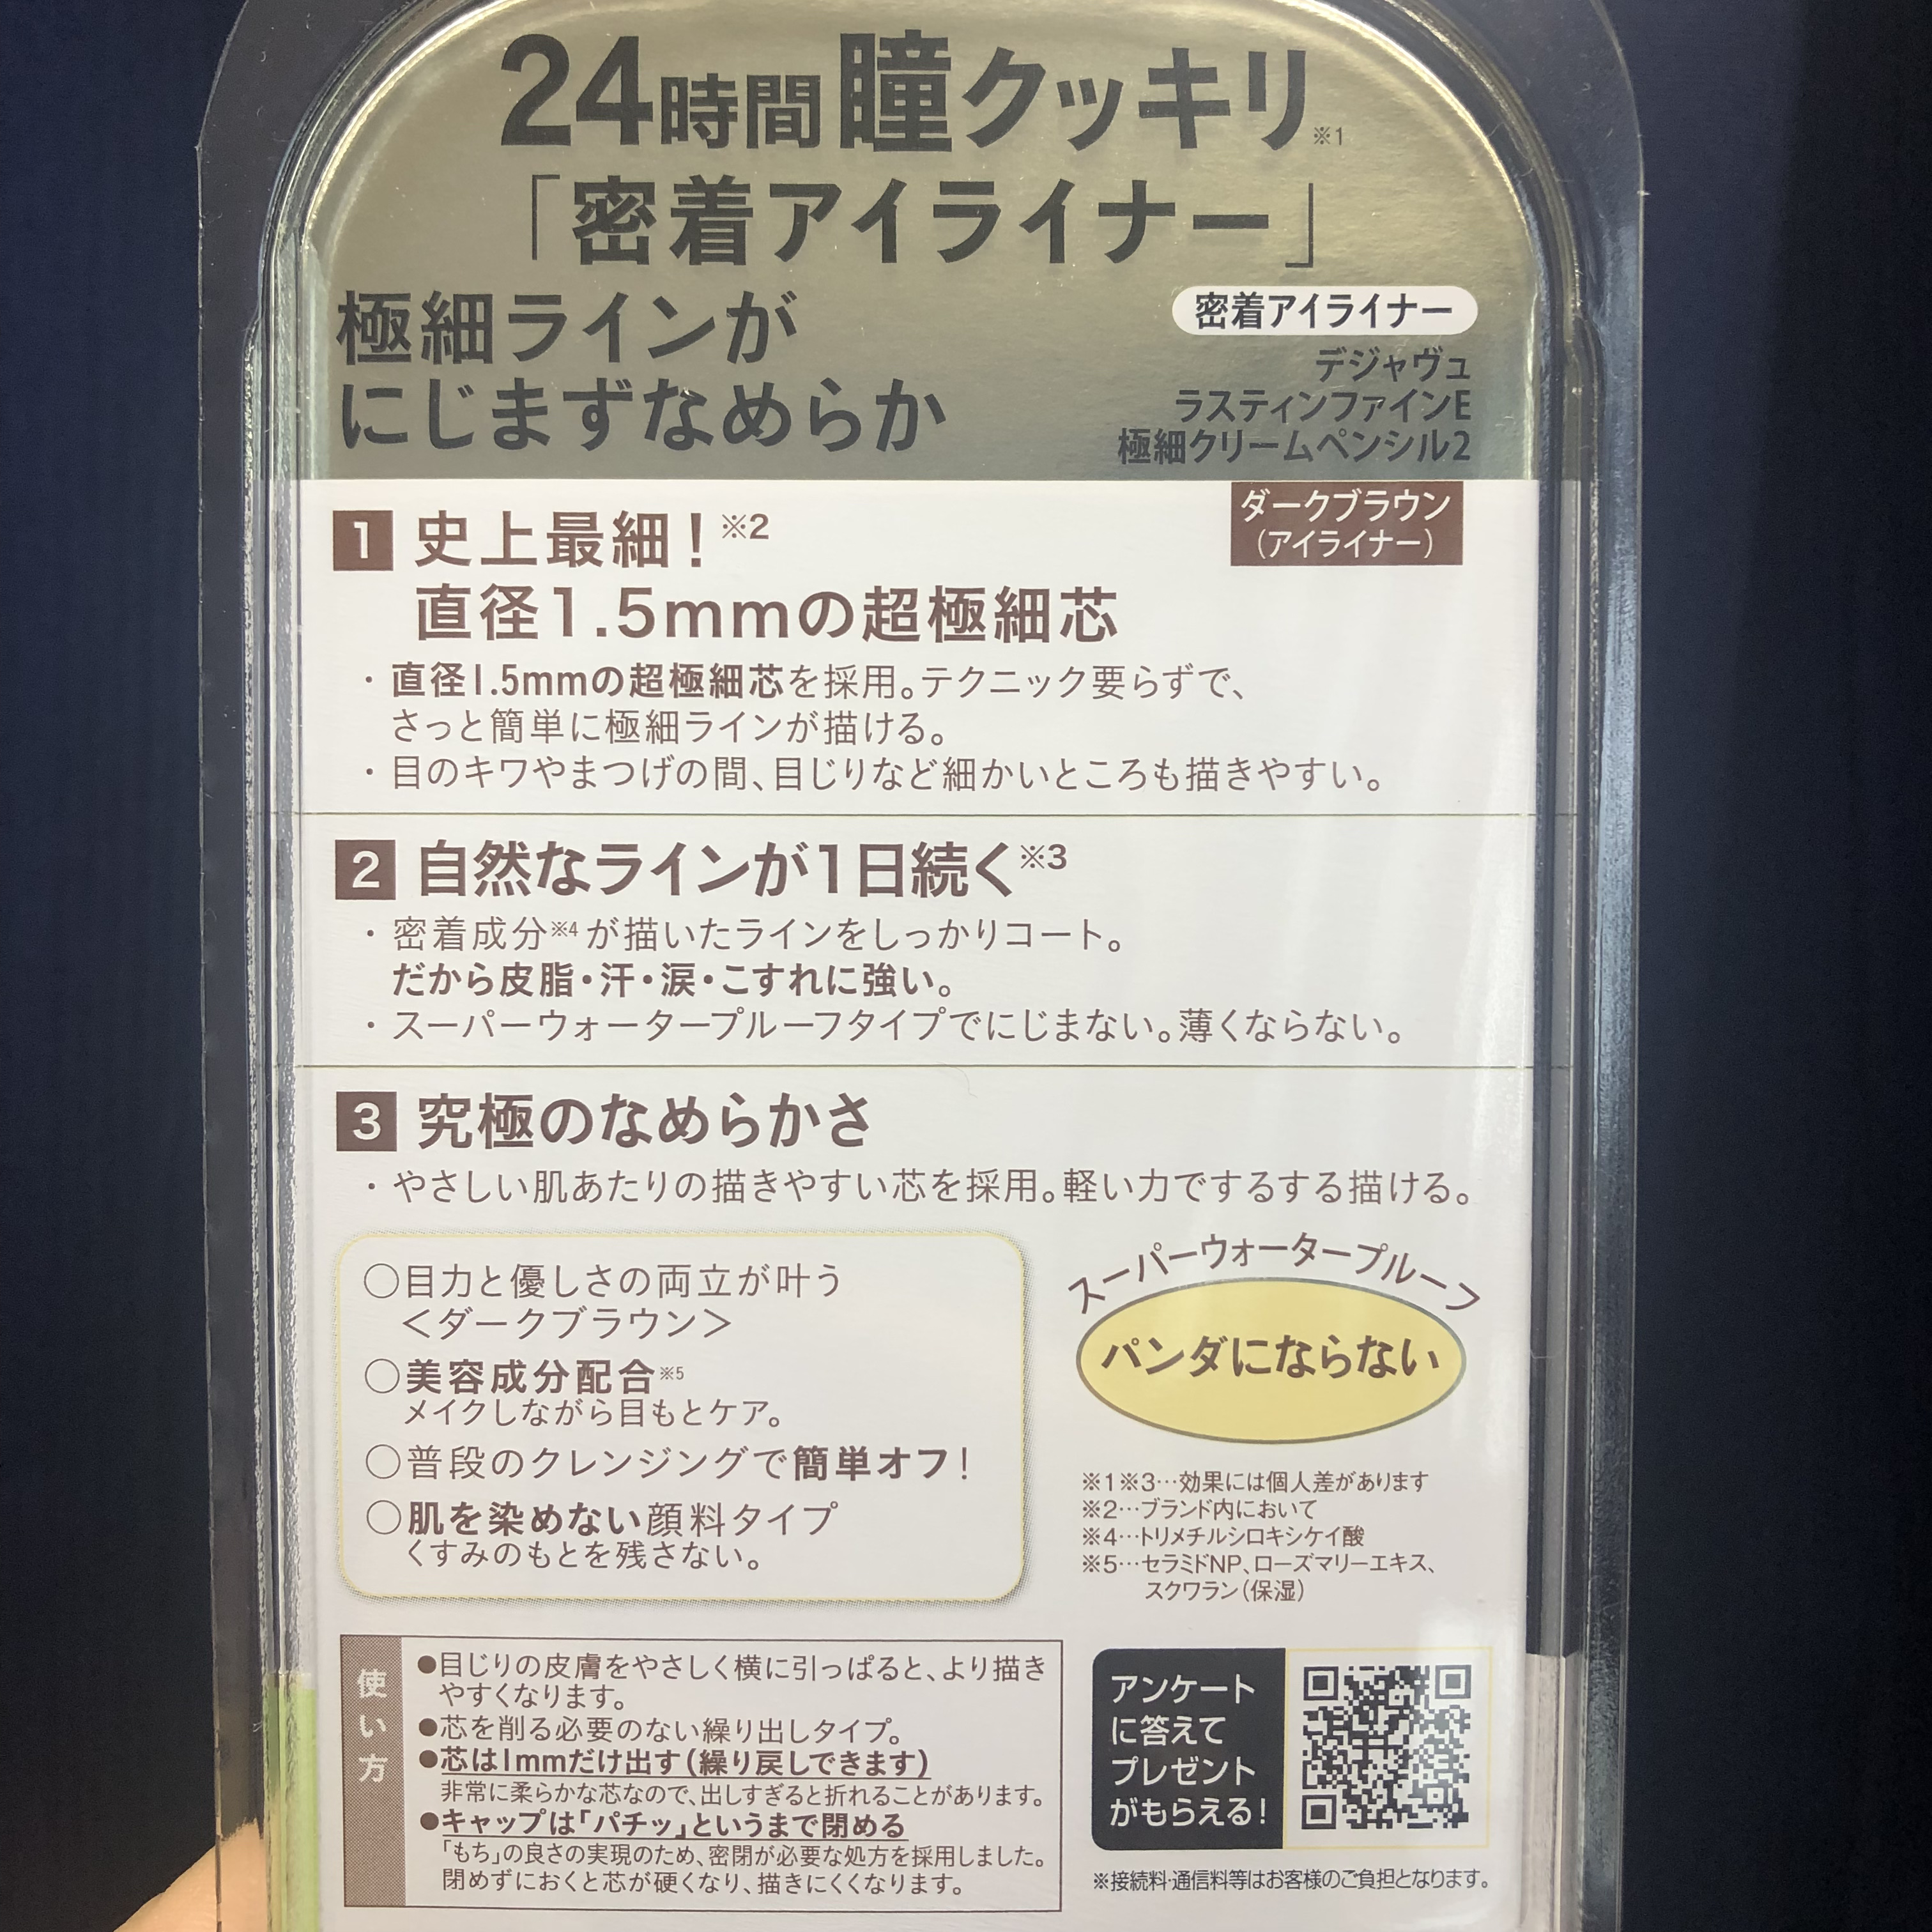 24時間 瞳クッキリ※1
「密着アイライナー」
極細ラインが
にじまずなめらか
密着アイライナー
デジャヴュ
ラスティンファインE
極細クリームペンシル2
ダークブラウン
(アイライナー)
1 史上最細!※2
直径1.5mmの超極細芯
・直径1.5mmの超極細芯を採用。テクニック要らずで、
さっと簡単に極細ラインが描ける。
・目のキワやまつげの間、目じりなど細かいところも描きやすい。
2 自然なラインが1日続く※3
・密着成分※4が描いたラインをしっかりコート。
だから皮脂・汗・涙・こすれに強い。
・スーパーウォータープルーフタイプでにじまない。薄くならない。
3 究極のなめらかさ
・やさしい肌あたりの描きやすい芯を採用。軽い力でするする描ける。
○目力と優しさの両立が叶う
<ダークブラウン>
○美容成分配合※5
メイクしながら目もとケア。
○普段のクレンジングで簡単オフ!
○肌を染めない顔料タイプ
くすみのもとを残さない。
スーパーウォータープルーフ
パンダにならない
※1※3…効果には個人差があります
※2…ブランド内において
※4…トリメチルシロキシケイ酸
※5…セラミドNP、ローズマリーエキス、
スクワラン(保湿)
使い方
●目じりの皮膚をやさしく横に引っぱると、より描き
やすくなります。
●芯を削る必要のない繰り出しタイプ。
●芯は1mmだけ出す(繰り戻しできます)
非常に柔らかな芯なので、出しすぎると折れることがあります。
●キャップは「パチッ」というまで閉める
「もち」の良さの実現のため、密閉が必要な処方を採用しました。
閉めずにおくと芯が硬くなり、描きにくくなります。
アンケート
に答えて
プレゼント
がもらえる!
※接続料・通信料等はお客様のご負担となります。